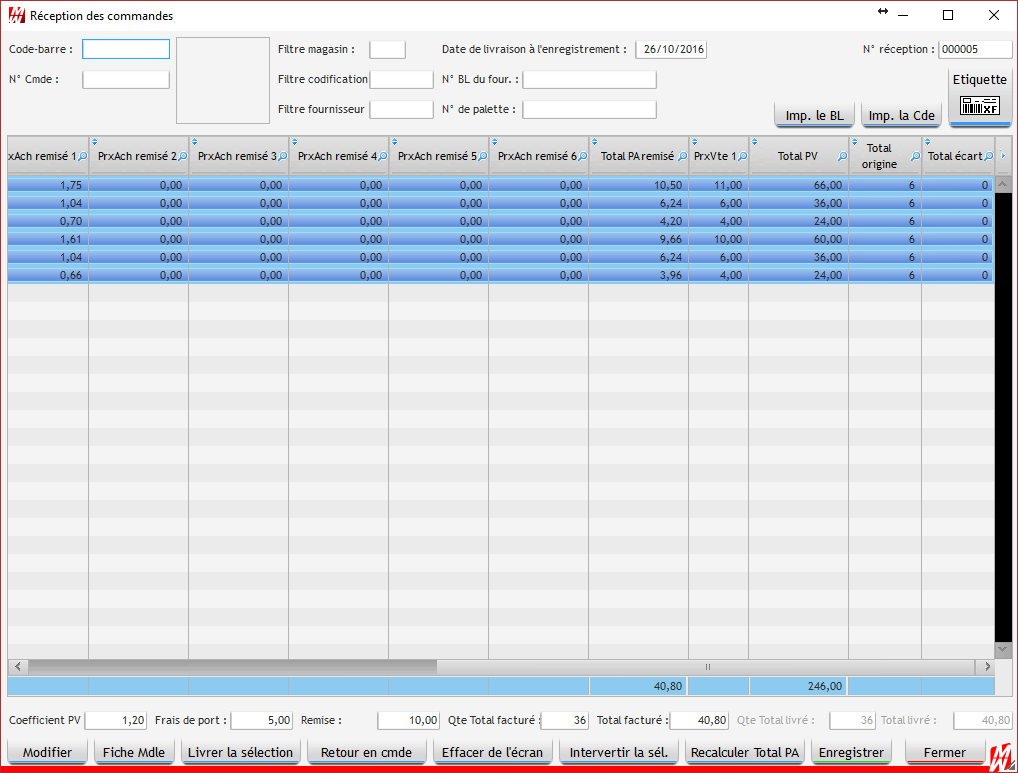 Réception des commandes
Code-barre : Filtre magasin : Date de livraison à l'enregistrement : 26/10/2016 N° réception : 000005
N° Cmde : Filtre codification N° BL du four. : Etiquette
Filtre fournisseur N° de palette : Imp. le BL Imp. la Cde XF
xAch remisé 1 PrxAch remisé 2 PrxAch remisé 3 PrxAch remisé 4 PrxAch remisé 5 PrxAch remisé 6 Total PA remisé PrxVte 1 Total PV Total origine Total écart
1,75 0,00 0,00 0,00 0,00 0,00 10,50 11,00 66,00 6 0
1,04 0,00 0,00 0,00 0,00 0,00 6,24 6,00 36,00 6 0
0,70 0,00 0,00 0,00 0,00 0,00 4,20 4,00 24,00 6 0
1,61 0,00 0,00 0,00 0,00 0,00 9,66 10,00 60,00 6 0
1,04 0,00 0,00 0,00 0,00 0,00 6,24 6,00 36,00 6 0
0,66 0,00 0,00 0,00 0,00 0,00 3,96 4,00 24,00 6 0
40,80 246,00
Coefficient PV 1,20 Frais de port : 5,00 Remise : 10,00 Qte Total facturé : 36 Total facturé : 40,80 Qte Total livré : 36 Total livré : 40,80
Modifier Fiche Mdle Livrer la sélection Retour en cmde Effacer de l'écran Intervertir la sél. Recalculer Total PA Enregistrer Fermer